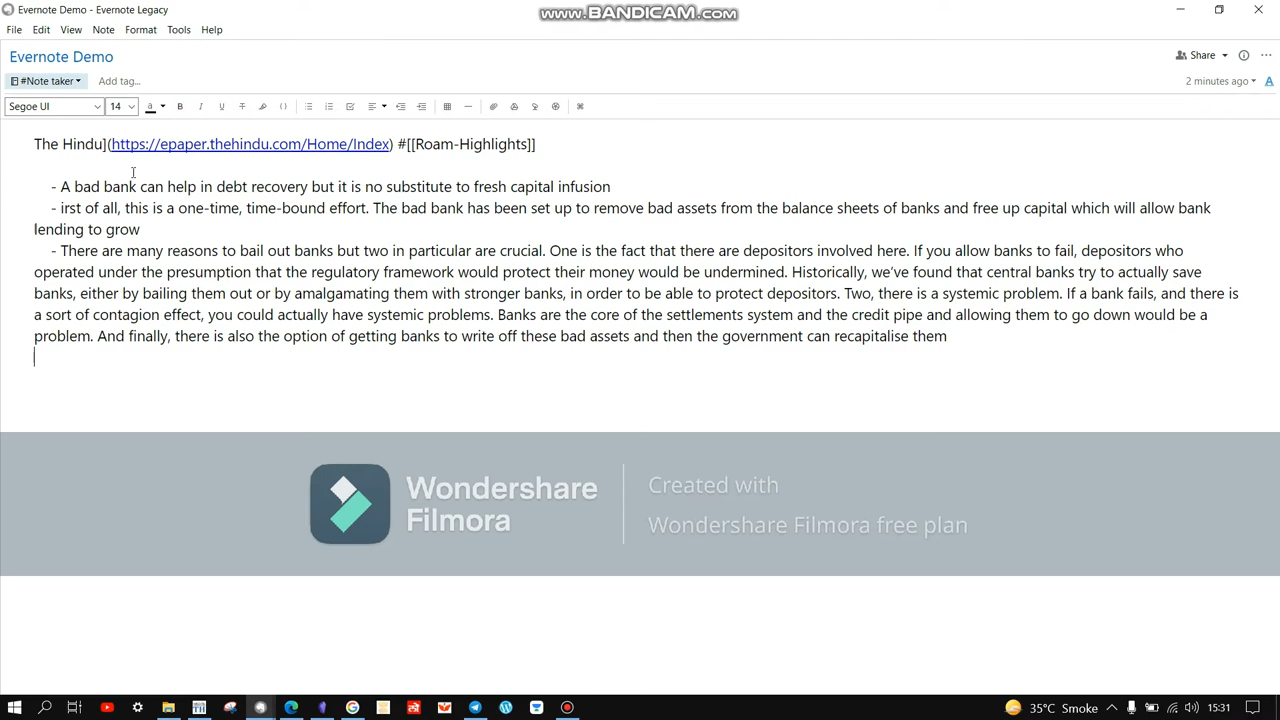 Evernote Demo - Evernote Legacy
www.BANDICAM.com
File Edit View Note Format Tools Help
Evernote Demo
Share
#Note taker Add tag...
2 minutes ago
Segoe UI 14
The Hindu](https://epaper.thehindu.com/Home/Index) #[[Roam-Highlights]]
- A bad bank can help in debt recovery but it is no substitute to fresh capital infusion
- irst of all, this is a one-time, time-bound effort. The bad bank has been set up to remove bad assets from the balance sheets of banks and free up capital which will allow bank
lending to grow
- There are many reasons to bail out banks but two in particular are crucial. One is the fact that there are depositors involved here. If you allow banks to fail, depositors who
operated under the presumption that the regulatory framework would protect their money would be undermined. Historically, we've found that central banks try to actually save
banks, either by bailing them out or by amalgamating them with stronger banks, in order to be able to protect depositors. Two, there is a systemic problem. If a bank fails, and there is
a sort of contagion effect, you could actually have systemic problems. Banks are the core of the settlements system and the credit pipe and allowing them to go down would be a
problem. And finally, there is also the option of getting banks to write off these bad assets and then the government can recapitalise them
Wondershare
Filmora
Created with
Wondershare Filmora free plan
35°C Smoke
15:31